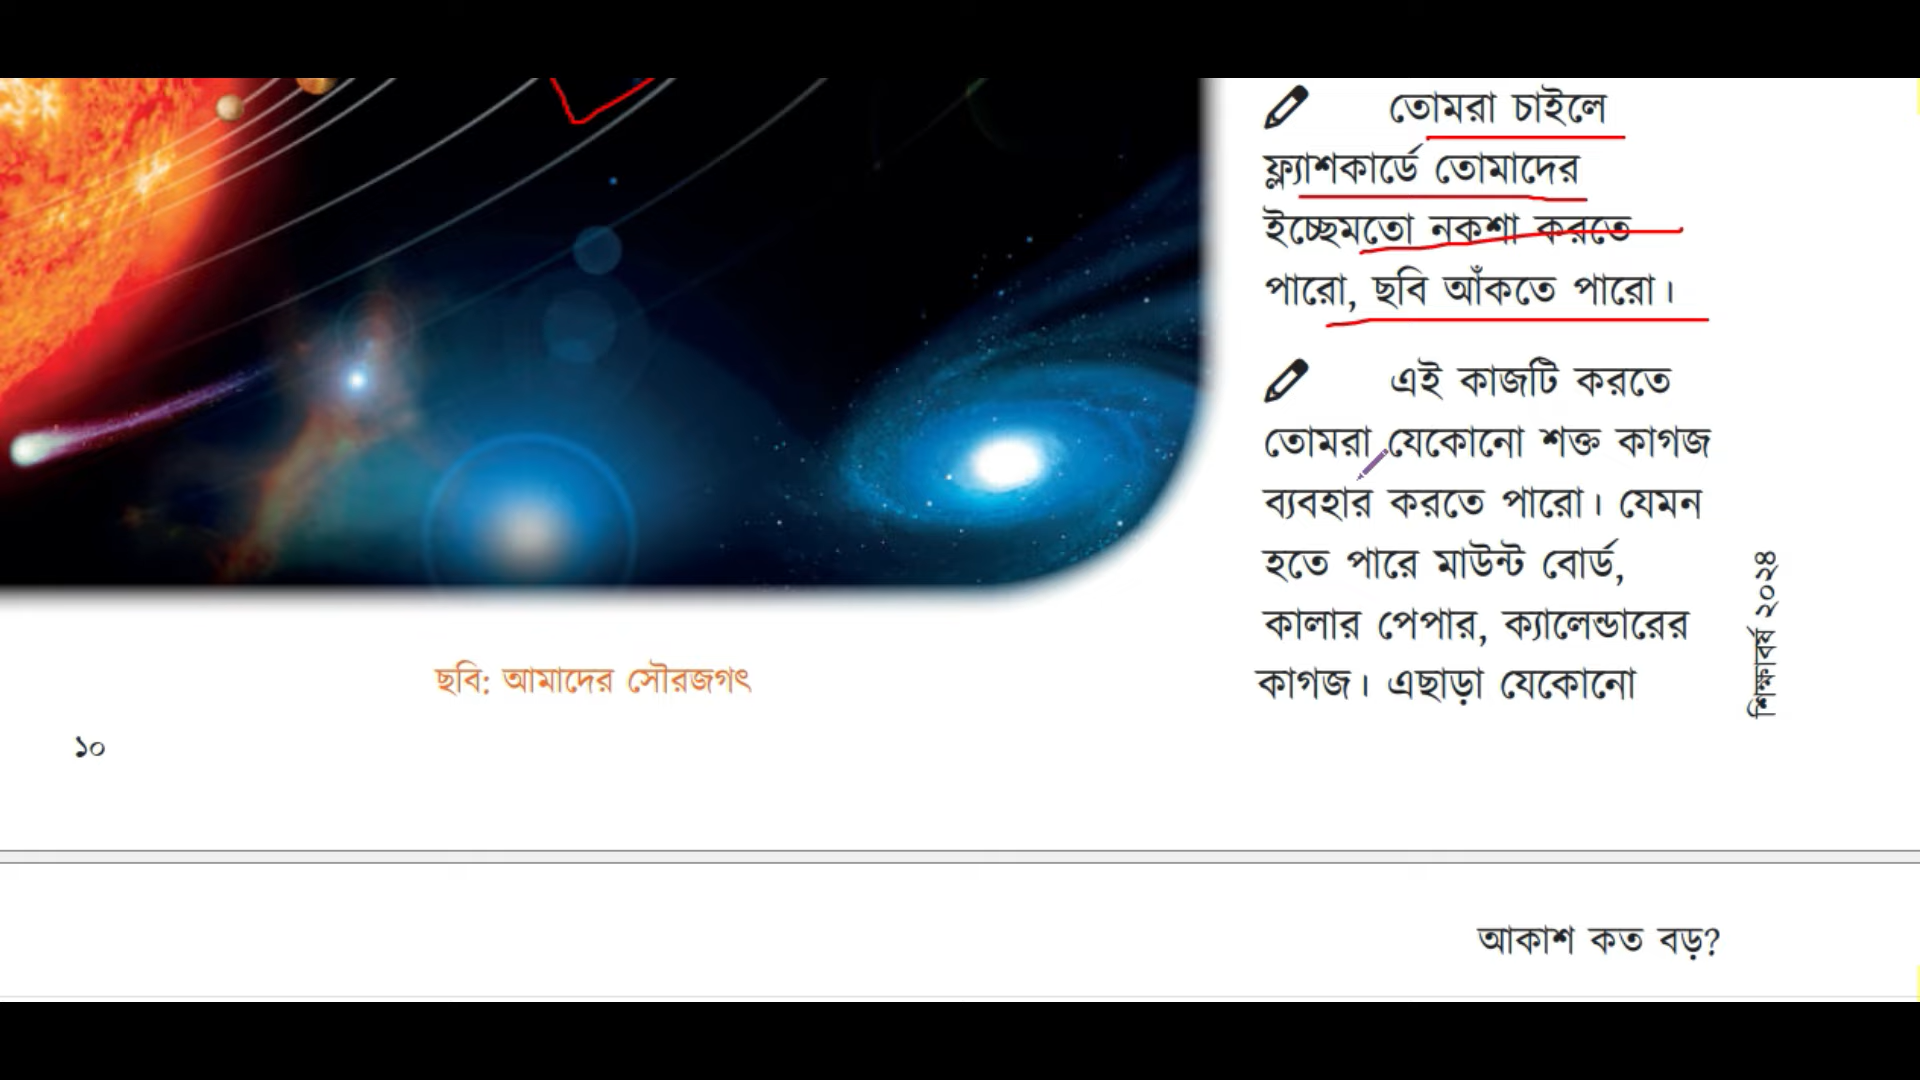 তোমরা চাইলে
ফ্ল্যাশকার্ডে তোমাদের
ইচ্ছেমতো নকশা করতে
পারো, ছবি আঁকতে পারো।
এই কাজটি করতে
তোমরা যেকোনো শক্ত কাগজ
ব্যবহার করতে পারো। যেমন
হতে পারে মাউন্ট বোর্ড,
কালার পেপার, ক্যালেন্ডারের
কাগজ। এছাড়া যেকোনো
শিক্ষাবর্ষ ২০২৪
ছবি: আমাদের সৌরজগৎ
১০
আকাশ কত বড়?